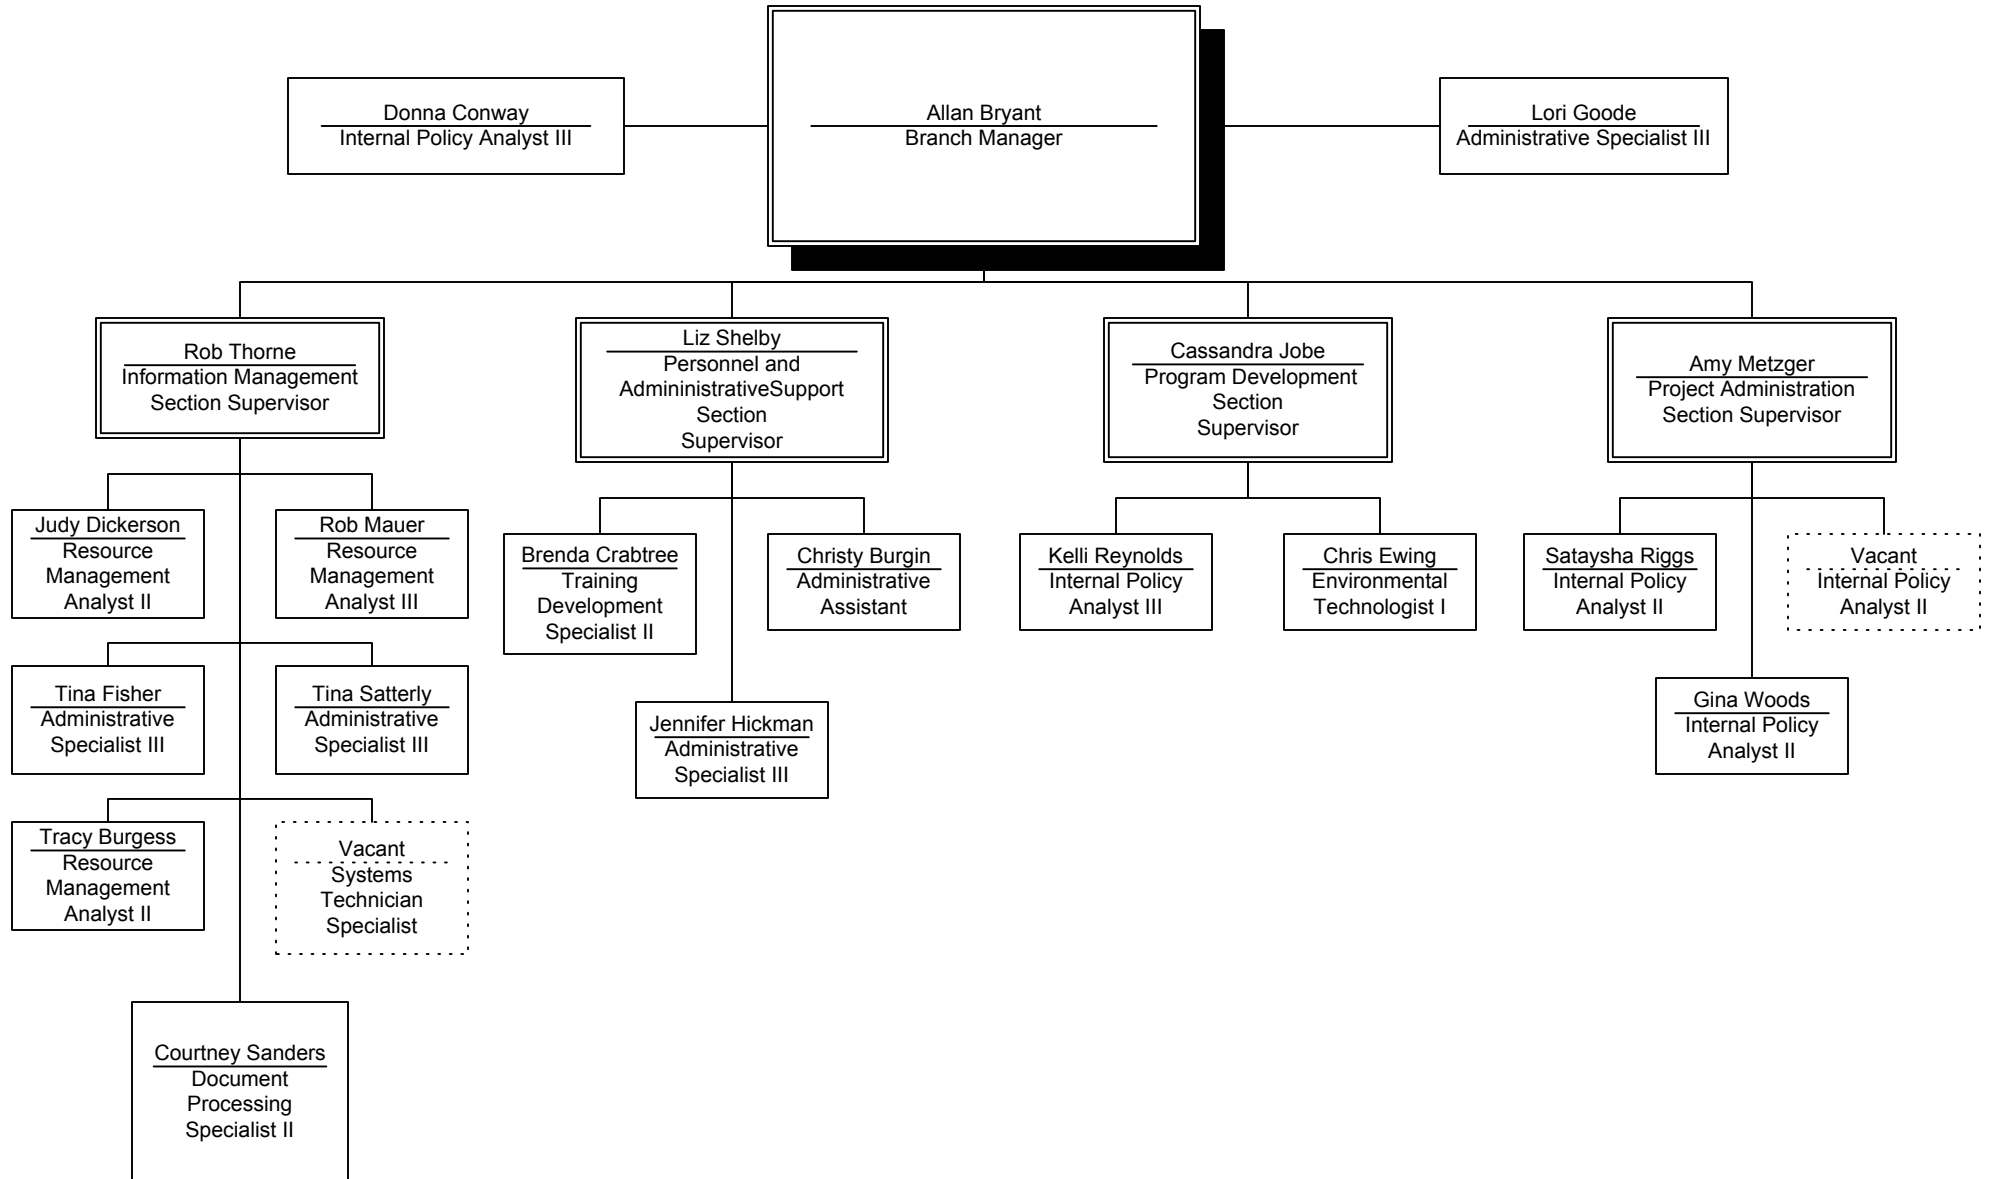 Donna Conway
Internal Policy Analyst III
Allan Bryant
Branch Manager
Lori Goode
Administrative Specialist III
Rob Thorne
Information Management
Section Supervisor
Liz Shelby
Personnel and
AdmininistrativeSupport
Section
Supervisor
Cassandra Jobe
Program Development
Section
Supervisor
Amy Metzger
Project Administration
Section Supervisor
Judy Dickerson
Resource
Management
Analyst II
Rob Mauer
Resource
Management
Analyst III
Brenda Crabtree
Training
Development
Specialist II
Christy Burgin
Administrative
Assistant
Kelli Reynolds
Internal Policy
Analyst III
Chris Ewing
Environmental
Technologist I
Sataysha Riggs
Internal Policy
Analyst II
Vacant
Internal Policy
Analyst II
Tina Fisher
Administrative
Specialist III
Tina Satterly
Administrative
Specialist III
Jennifer Hickman
Administrative
Specialist III
Gina Woods
Internal Policy
Analyst II
Tracy Burgess
Resource
Management
Analyst II
Vacant
Systems
Technician
Specialist
Courtney Sanders
Document
Processing
Specialist II